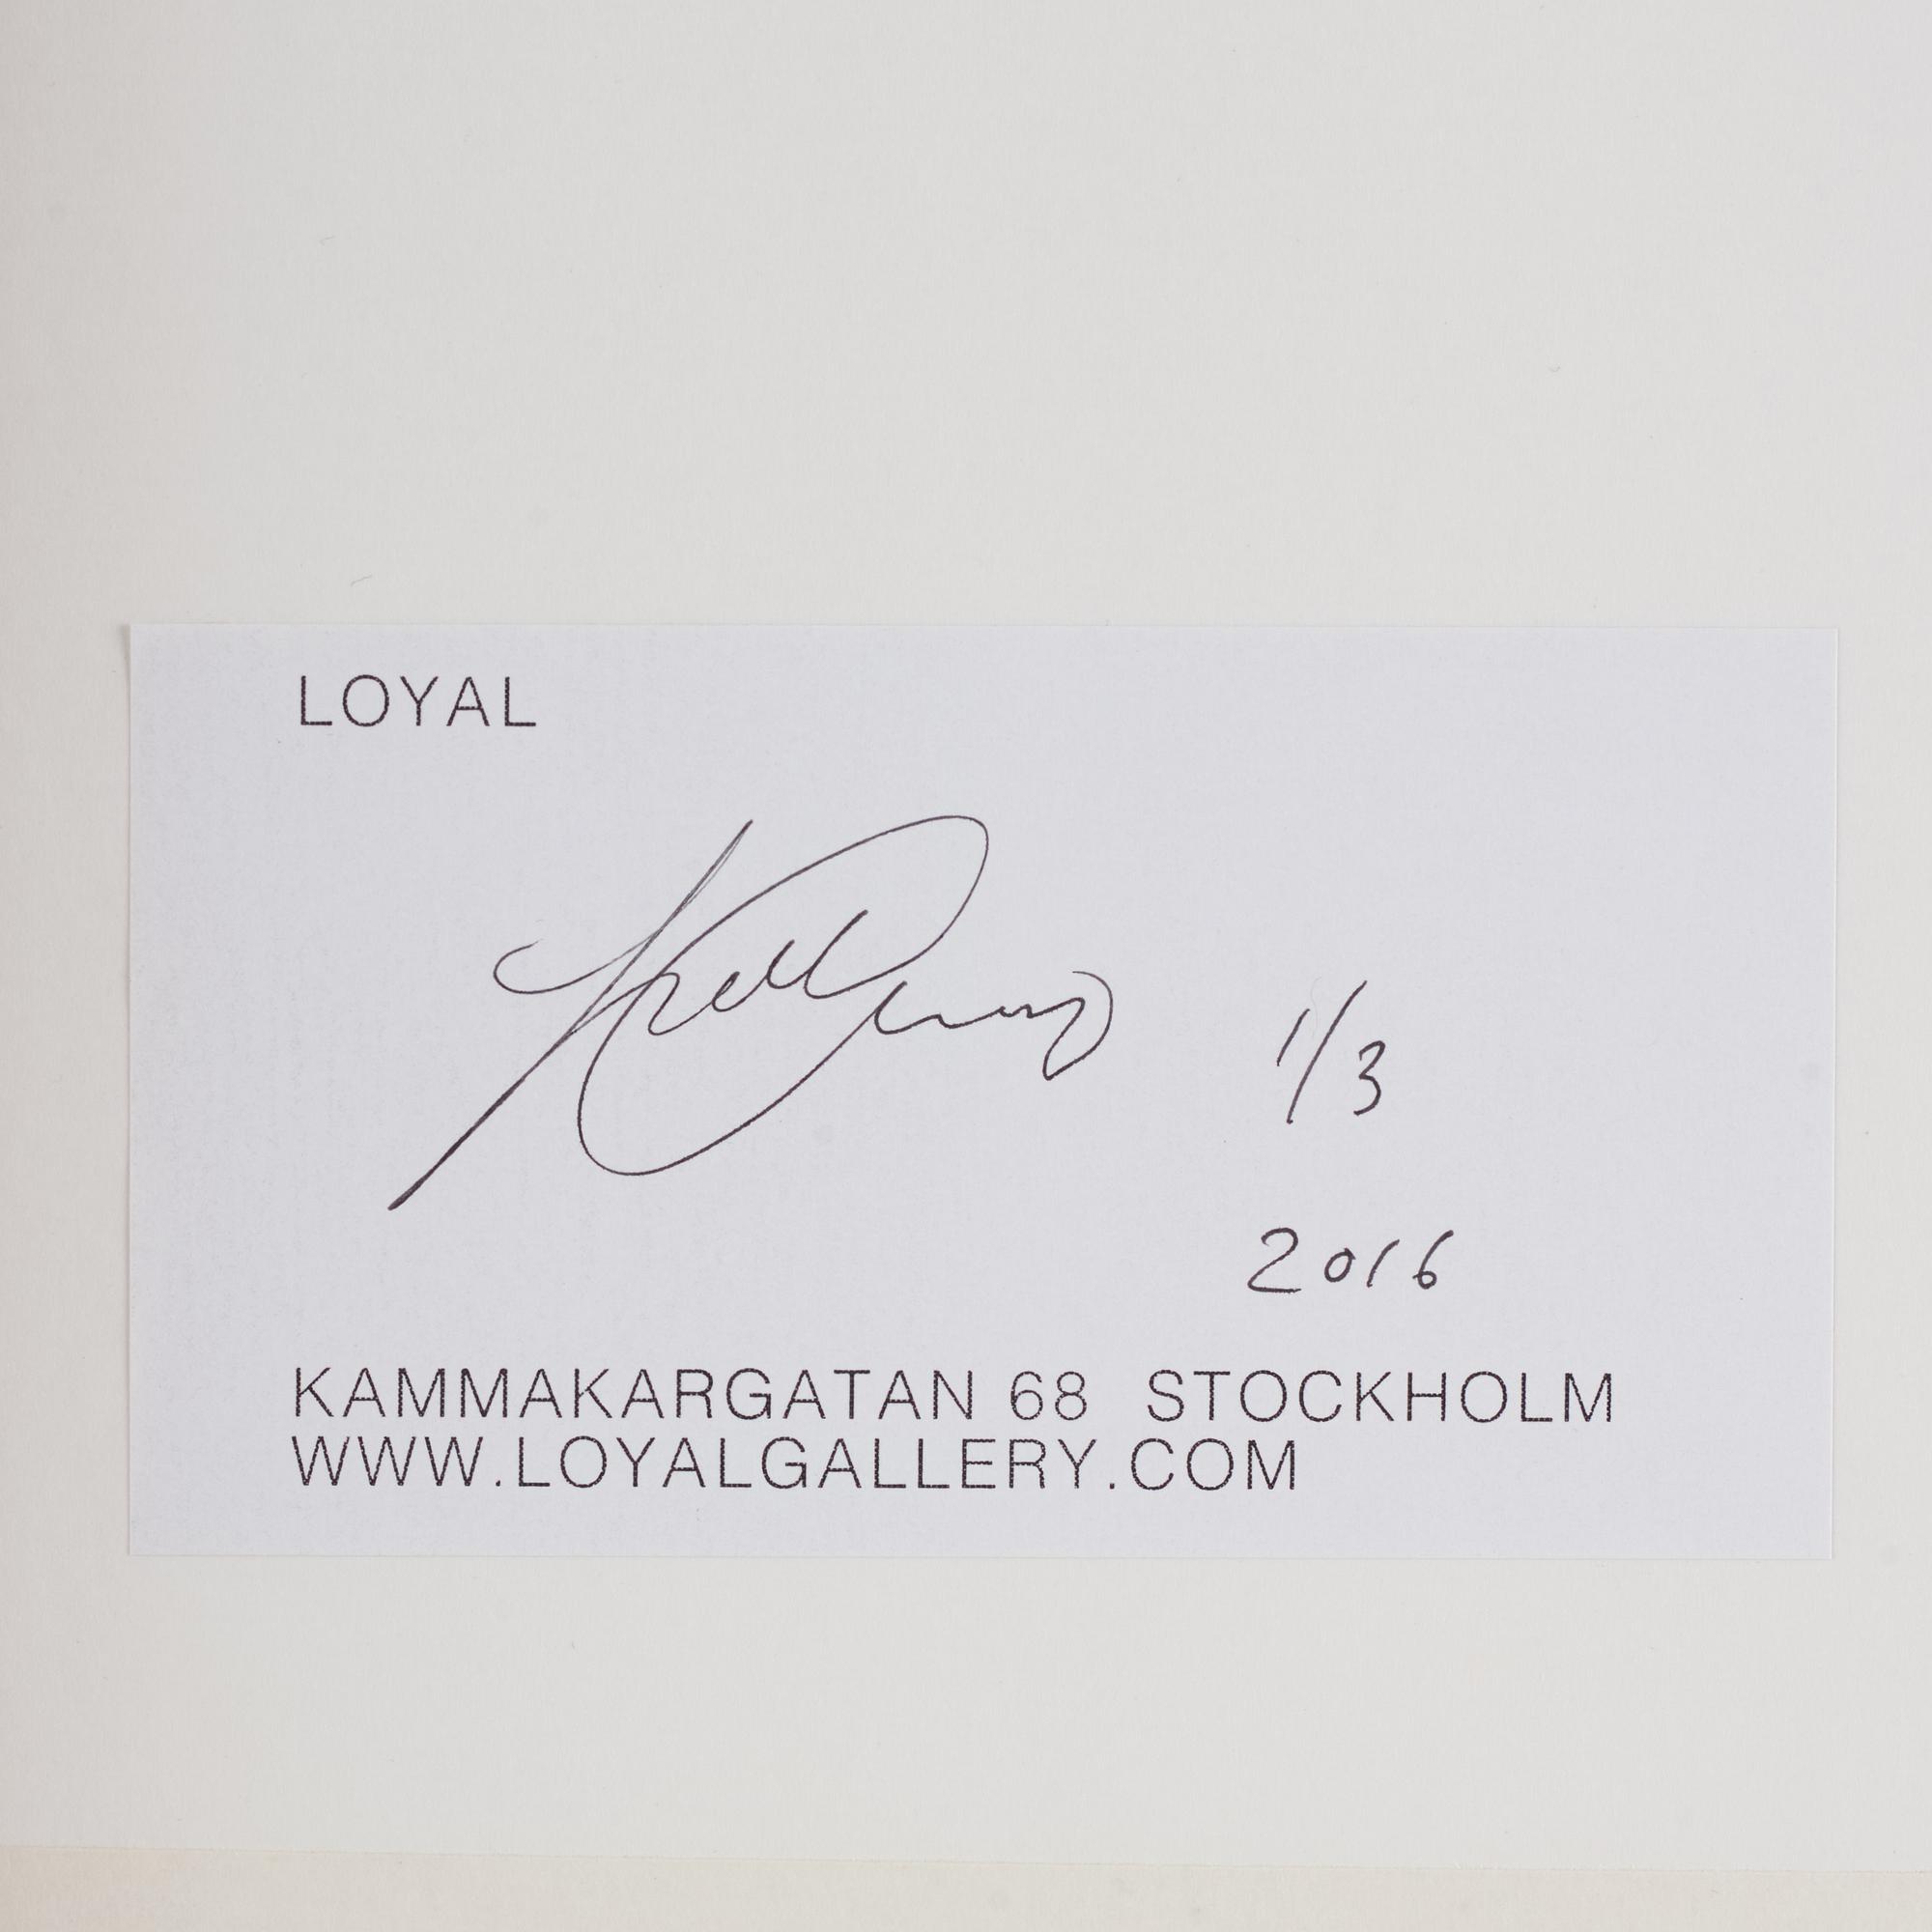 LOYAL
1/3
2016
KAMMAKARGATAN 68 STOCKHOLM
WWW.LOYALGALLERY.COM